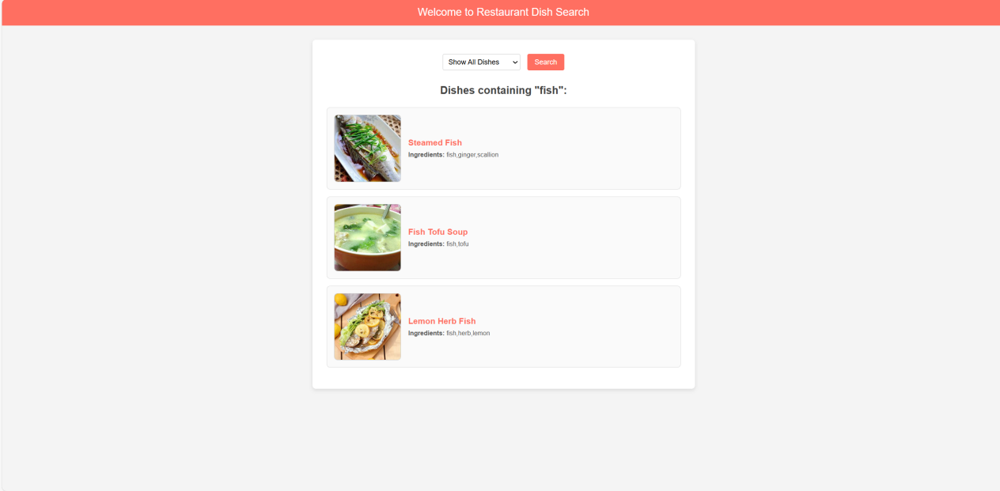 Welcome to Restaurant Dish Search
Show All Dishes Search
Dishes containing "fish":
Steamed Fish
Ingredients: fish,ginger,scallion
Fish Tofu Soup
Ingredients: fish,tofu
Lemon Herb Fish
Ingredients: fish,herb,lemon